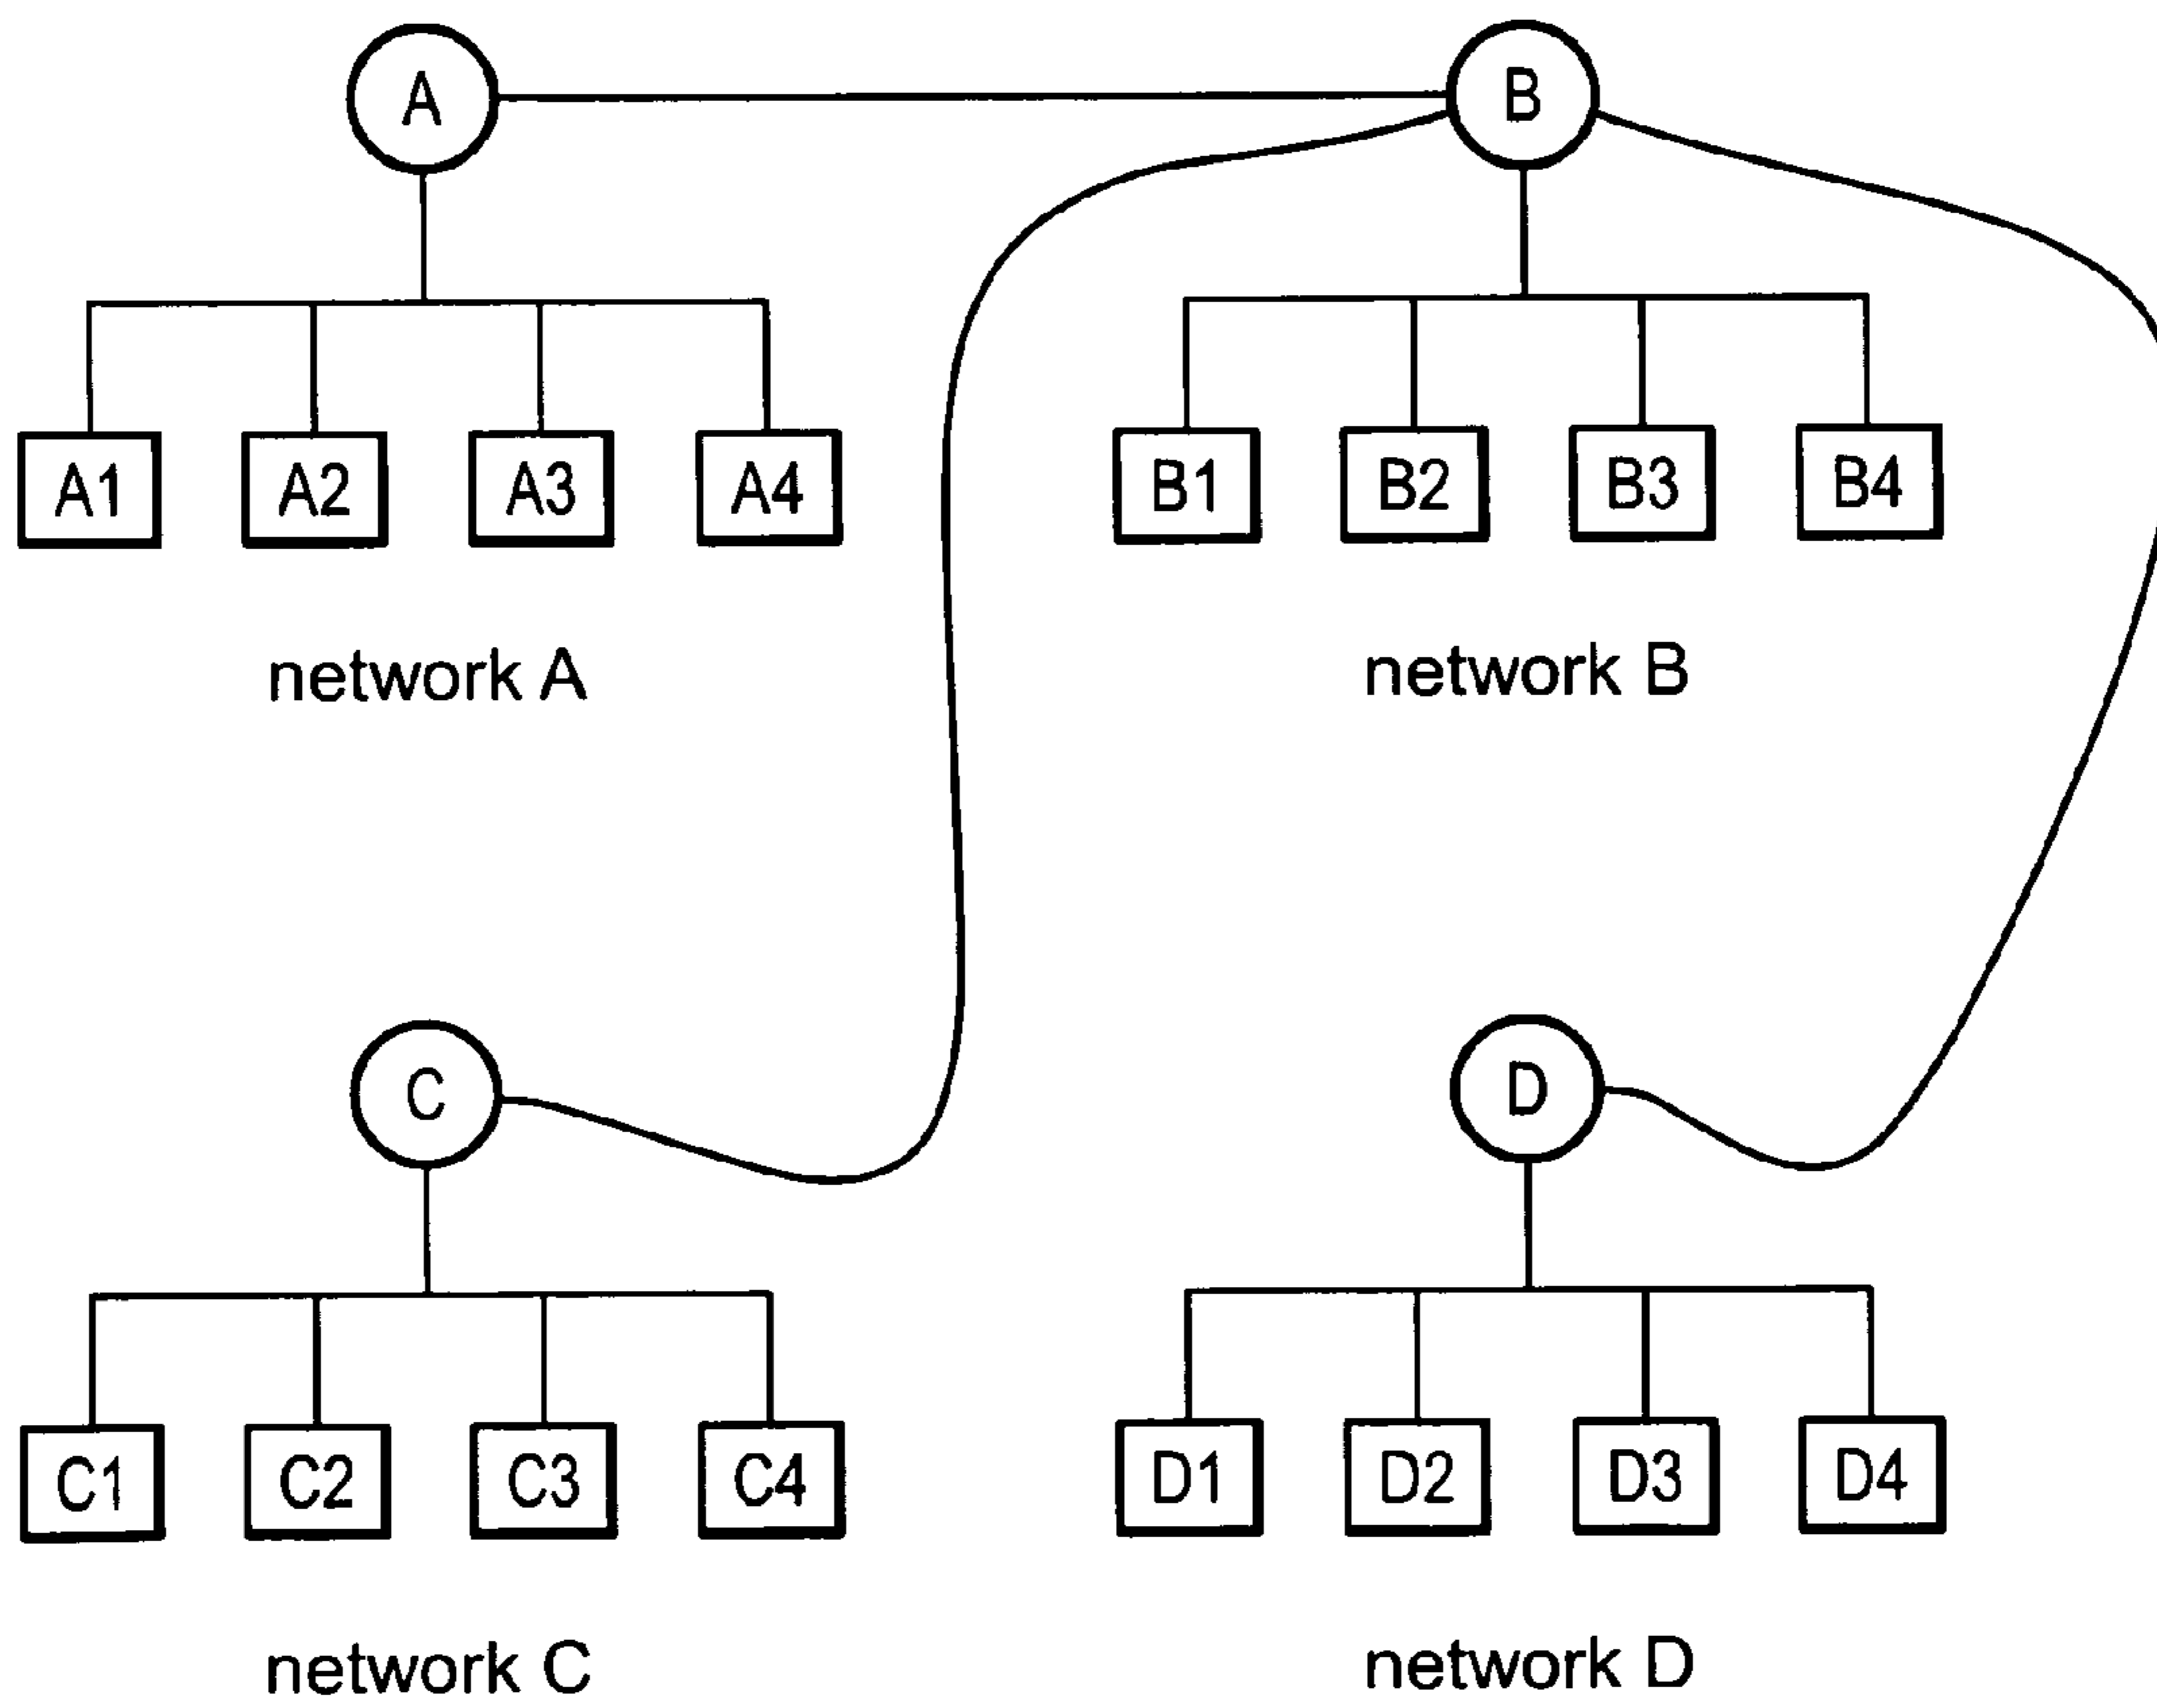 A
B
A1 A2 A3 A4
B1 B2 B3 B4
network A
network B
C
D
C1 C2 C3 C4
D1 D2 D3 D4
network C
network D